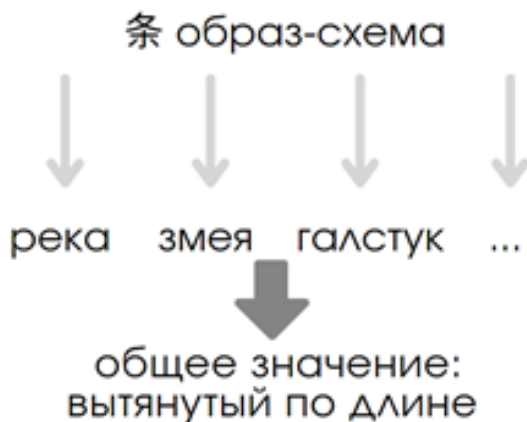 条 образ-схема
река змея галстук ...
общее значение:
вытянутый по длине